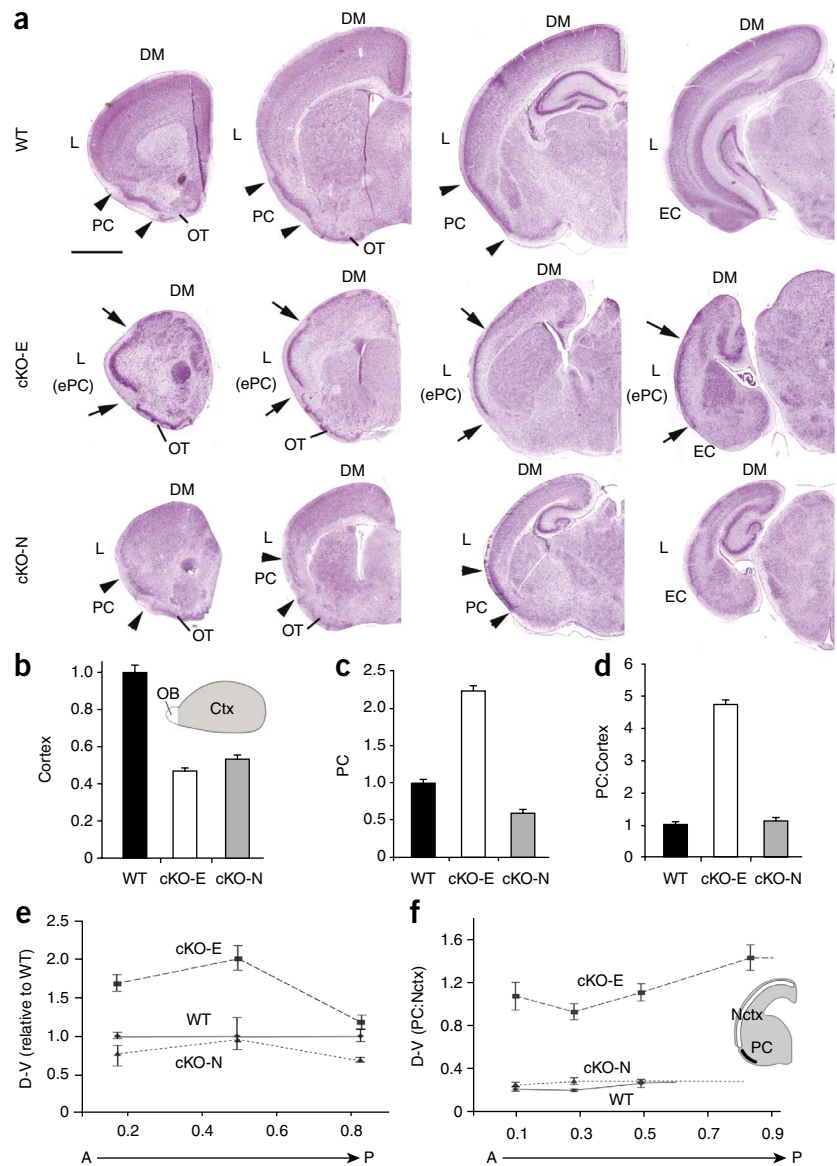 a
DM DM DM DM
WT
L L L L
PC OT PC OT PC EC
DM DM DM DM
cKO-E
L (ePC) L (ePC) L (ePC) L (ePC)
OT OT EC
DM DM DM DM
cKO-N
L L L L
PC OT PC OT PC EC
b
Cortex
1.0
0.8
0.6
0.4
0.2
0
OB Ctx
WT cKO-E cKO-N
c
PC
2.5
2.0
1.5
1.0
0.5
0
WT cKO-E cKO-N
d
PC:Cortex
6
5
4
3
2
1
0
WT cKO-E cKO-N
e
D–V (relative to WT)
2.5
2.0
1.5
1.0
0.5
0
cKO-E
WT
cKO-N
0.2 0.4 0.6 0.8
A P
f
D–V (PC:Nctx)
1.6
1.2
0.8
0.4
0
cKO-E
Nctx
PC
cKO-N
WT
0.1 0.3 0.5 0.7 0.9
A P